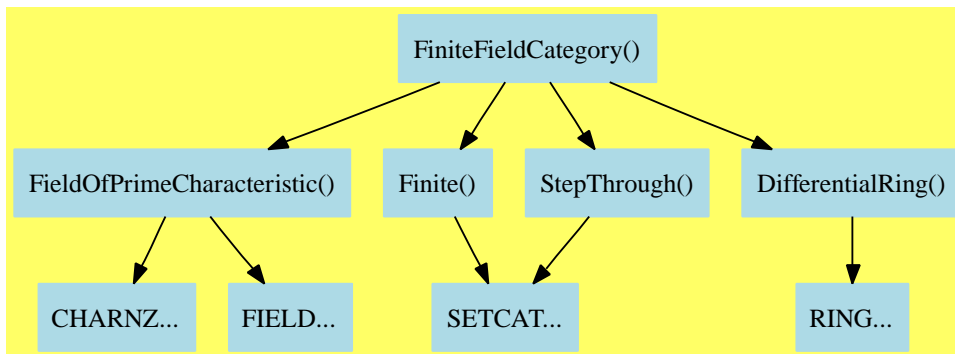 FiniteFieldCategory()
FieldOfPrimeCharacteristic()
Finite()
StepThrough()
DifferentialRing()
CHARNZ...
FIELD...
SETCAT...
RING...